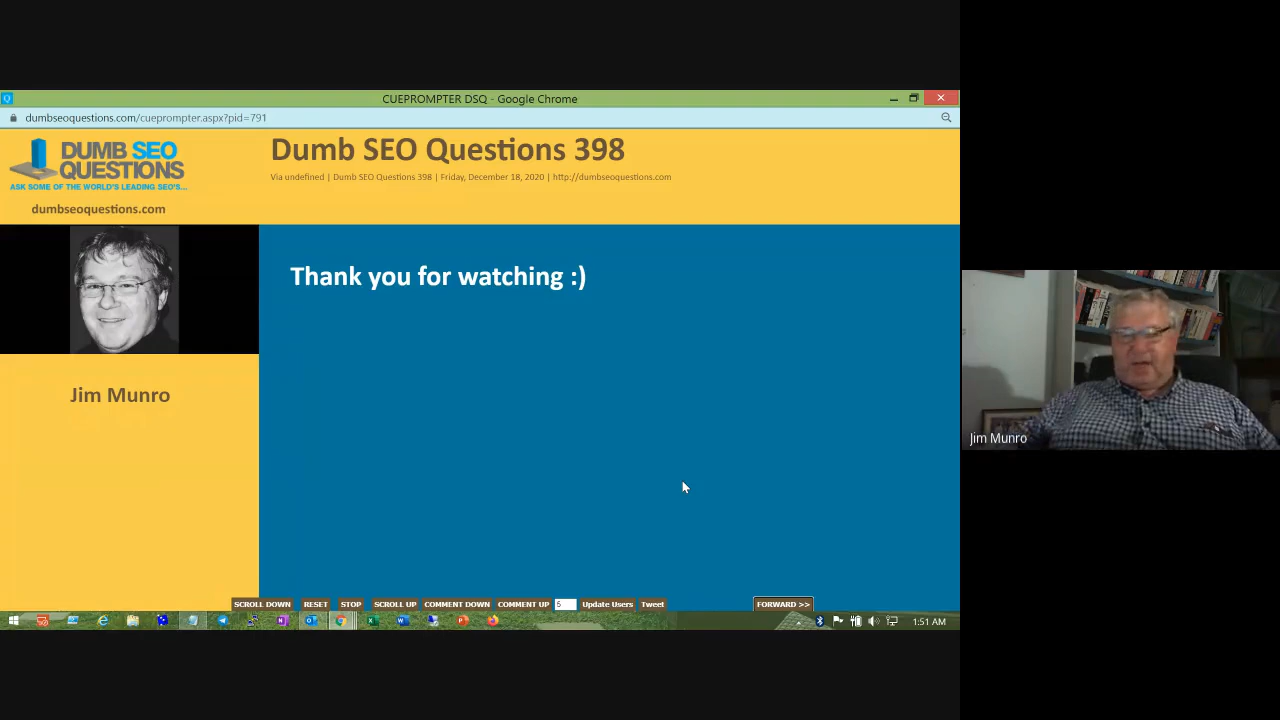 CUEPROMPTER DSQ - Google Chrome
dumbseoquestions.com/cueprompter.aspx?pid=791
DUMB SEO
QUESTIONS
ASK SOME OF THE WORLD'S LEADING SEO'S...
dumbseoquestions.com
Dumb SEO Questions 398
Via undefined | Dumb SEO Questions 398 | Friday, December 18, 2020 | http://dumbseoquestions.com
Thank you for watching :)
Jim Munro
Jim Munro
SCROLL DOWN RESET STOP SCROLL UP COMMENT DOWN COMMENT UP 5 Update Users Tweet FORWARD >>
1:51 AM